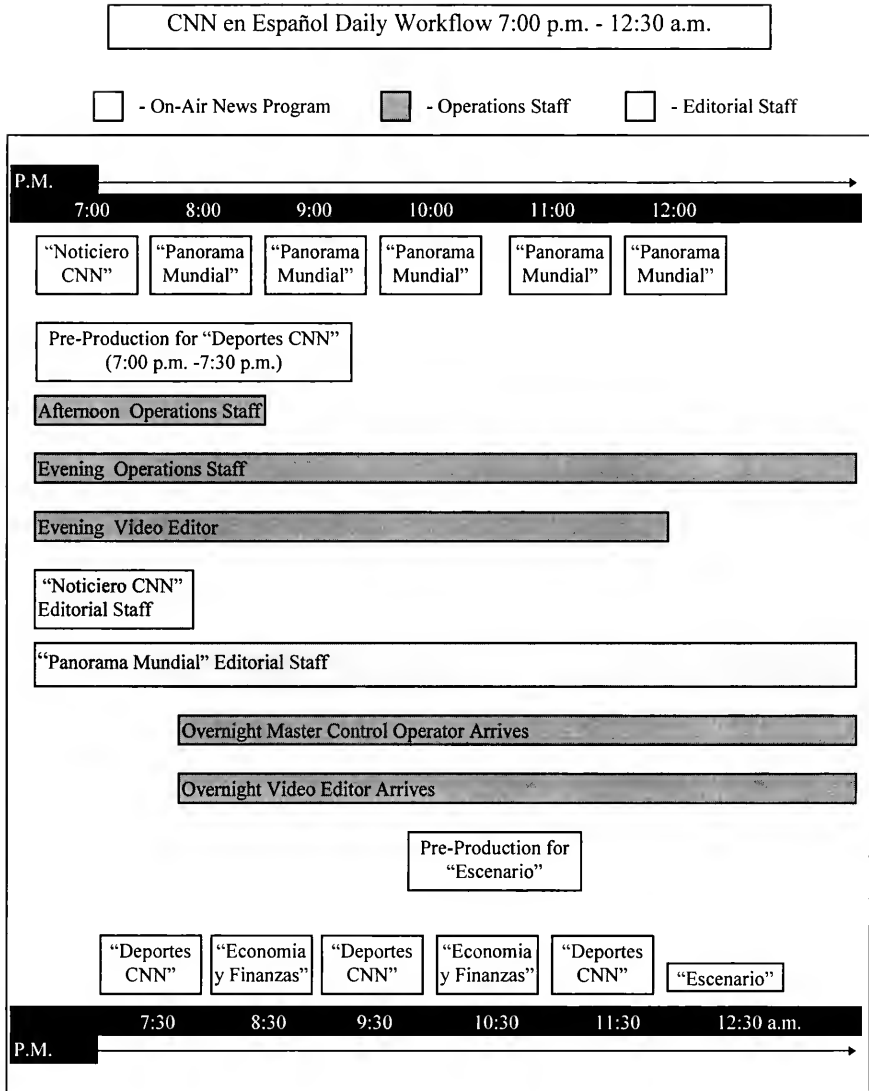 CNN en Español Daily Workflow 7:00 p.m. - 12:30 a.m.
- On-Air News Program - Operations Staff - Editorial Staff
P.M.
7:00 8:00 9:00 10:00 11:00 12:00
“Noticiero “Panorama “Panorama “Panorama “Panorama “Panorama
CNN” Mundial” Mundial” Mundial” Mundial” Mundial”
Pre-Production for “Deportes CNN”
(7:00 p.m. -7:30 p.m.)
Afternoon Operations Staff
Evening Operations Staff
Evening Video Editor
“Noticiero CNN”
Editorial Staff
“Panorama Mundial” Editorial Staff
Overnight Master Control Operator Arrives
Overnight Video Editor Arrives
Pre-Production for
“Escenario”
“Deportes “Economia “Deportes “Economia “Deportes
CNN” y Finanzas” CNN” y Finanzas” CNN” “Escenario”
7:30 8:30 9:30 10:30 11:30 12:30 a.m.
P.M.